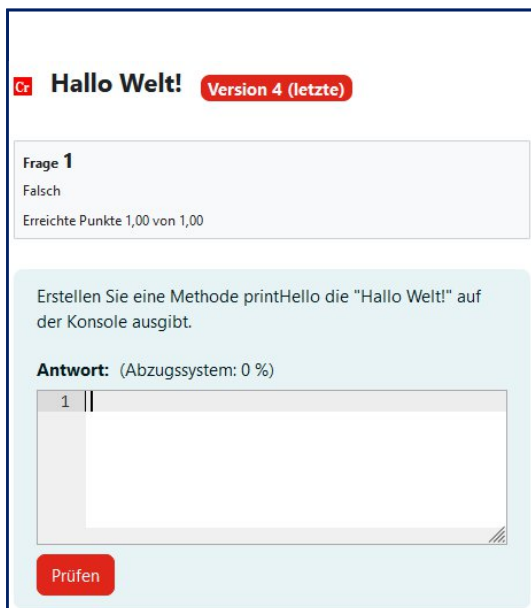 Cr Hallo Welt! Version 4 (letzte)
Frage 1
Falsch
Erreichte Punkte 1,00 von 1,00
Erstellen Sie eine Methode printHello die "Hallo Welt!" auf
der Konsole ausgibt.
Antwort: (Abzugssystem: 0 %)
1
Prüfen